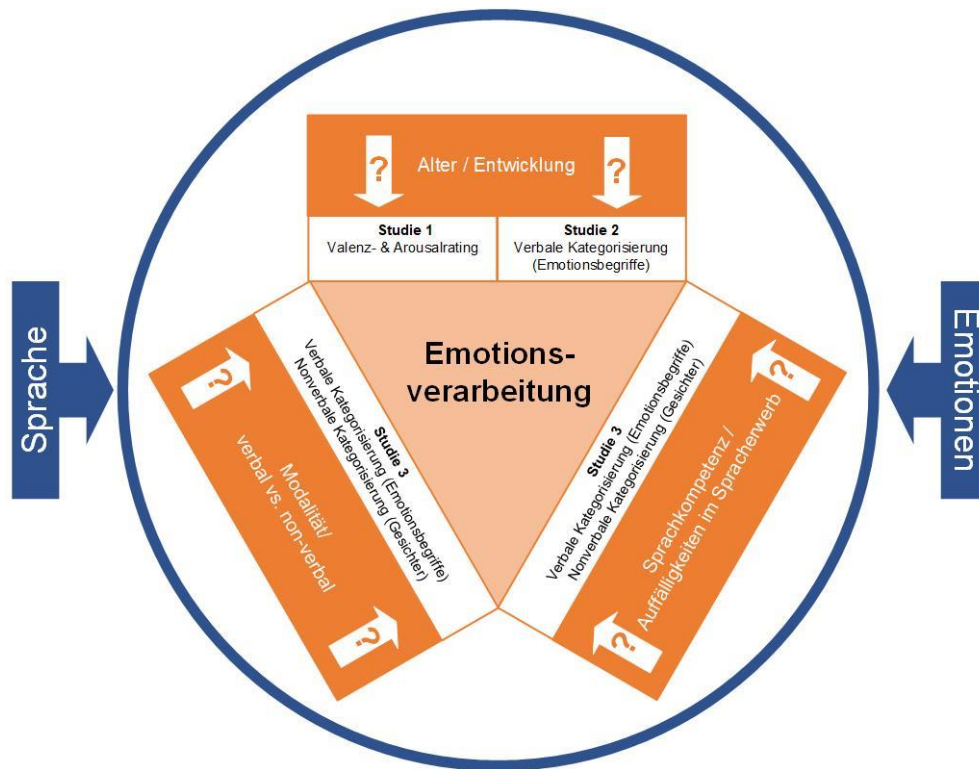 Alter / Entwicklung
?
?
Studie 1
Valenz- & Arousalrating
Studie 2
Verbale Kategorisierung
(Emotionsbegriffe)
Sprache
Emotionen
Emotions-
verarbeitung
Modalität/
verbal vs. non-verbal
?
?
Studie 3
Verbale Kategorisierung (Emotionsbegriffe)
Nonverbale Kategorisierung (Gesichter)
Studie 3
Verbale Kategorisierung (Emotionsbegriffe)
Nonverbale Kategorisierung (Gesichter)
Sprachkompetenz /
Auffälligkeiten im Spracherwerb
?
?